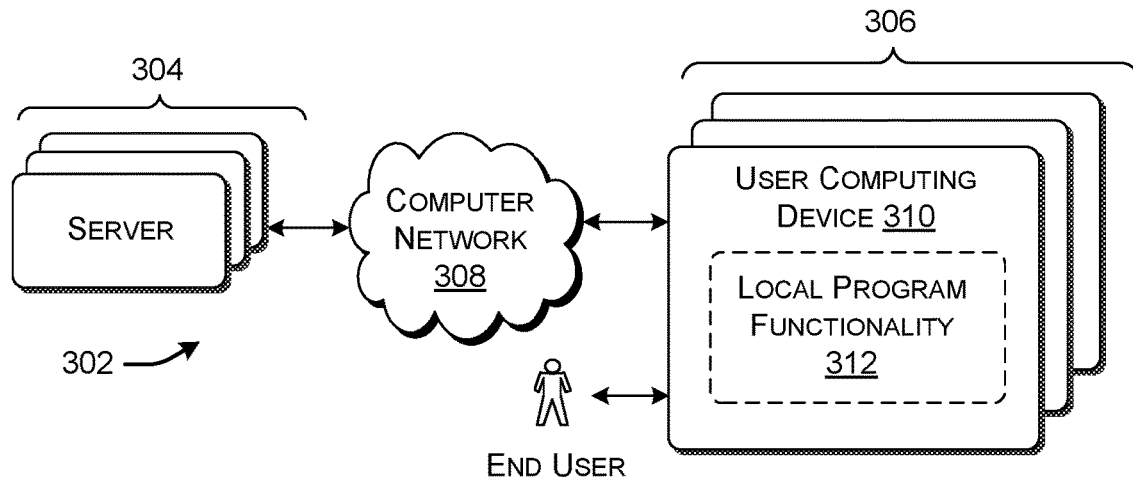 304
306
SERVER
COMPUTER
NETWORK
308
USER COMPUTING
DEVICE 310
LOCAL PROGRAM
FUNCTIONALITY
312
302
END USER